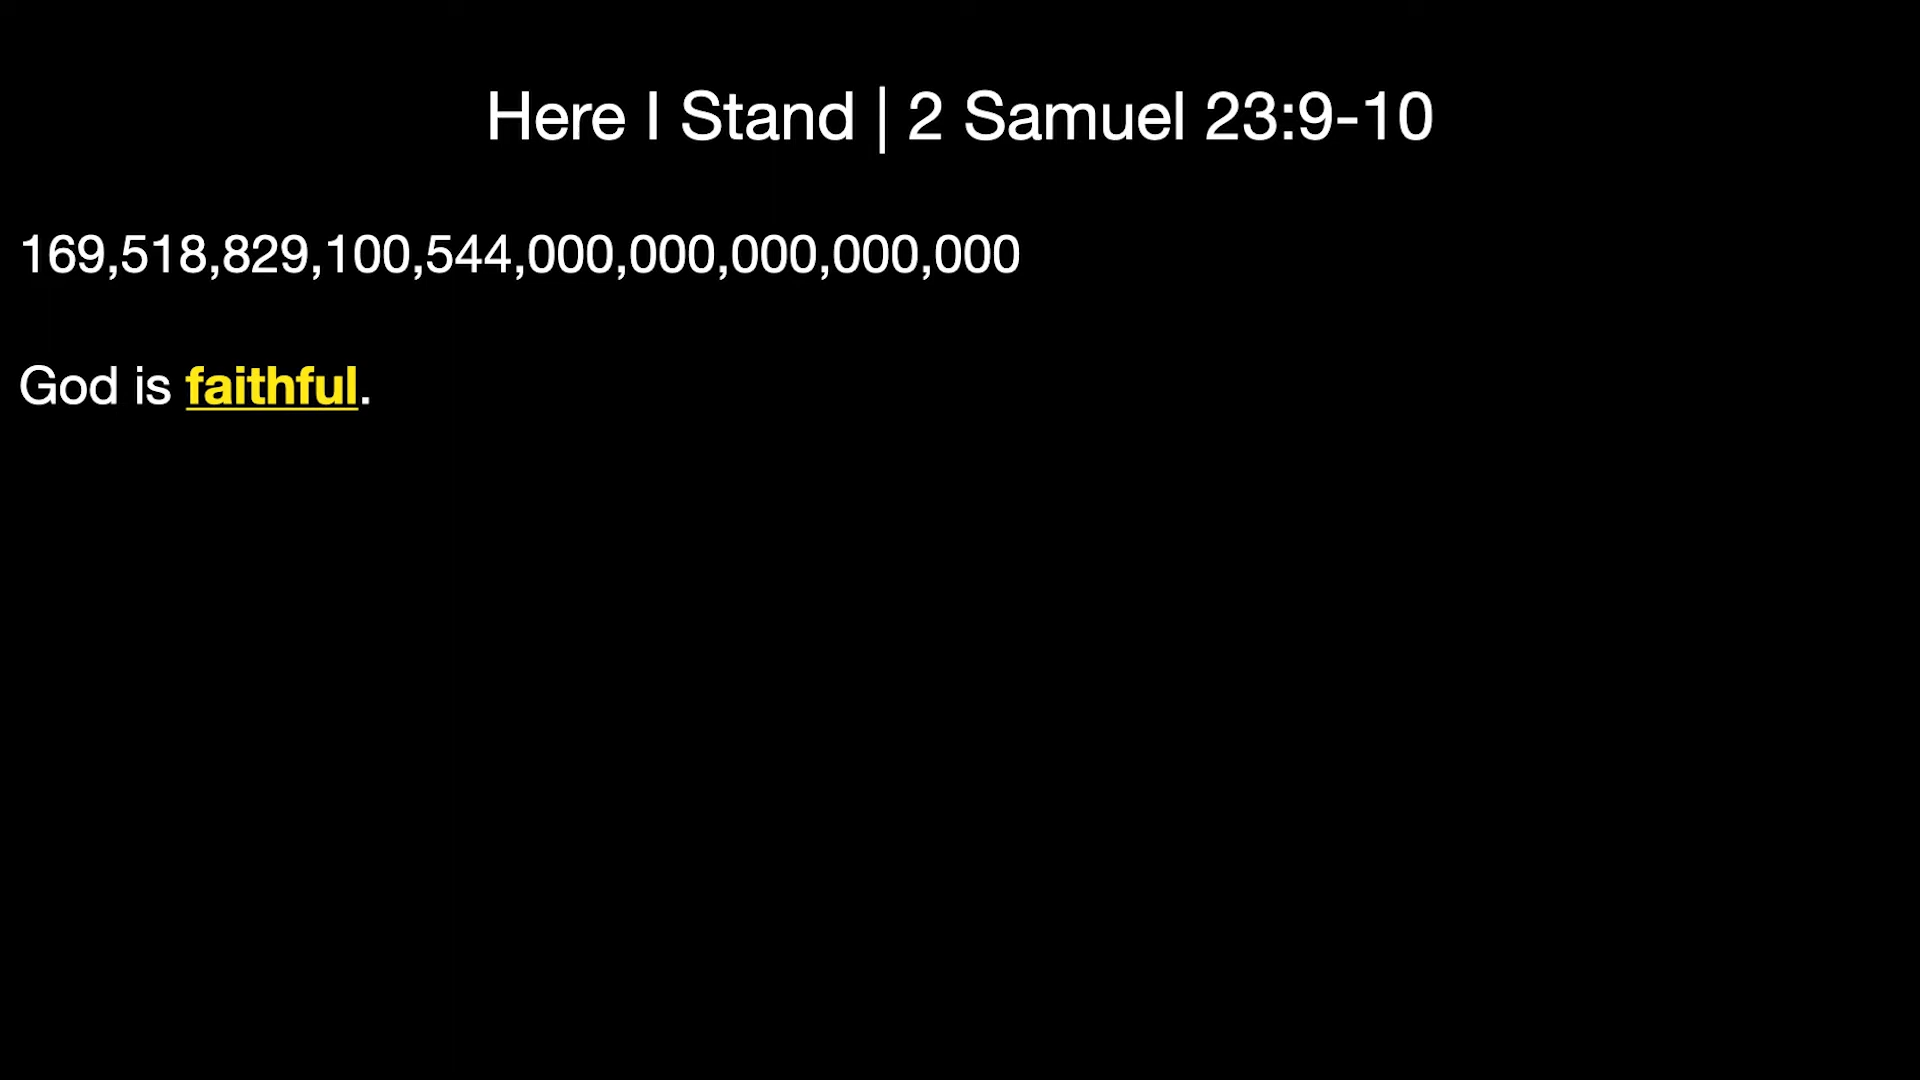 Here I Stand | 2 Samuel 23:9-10
169,518,829,100,544,000,000,000,000,000
God is faithful.